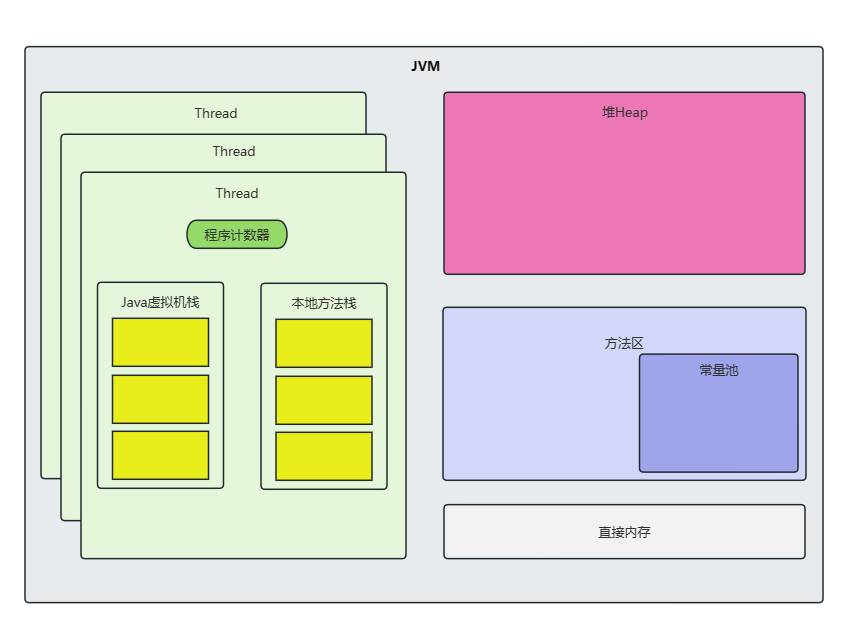 JVM
Thread
Thread
Thread
程序计数器
Java虚拟机栈
本地方法栈
堆Heap
方法区
常量池
直接内存